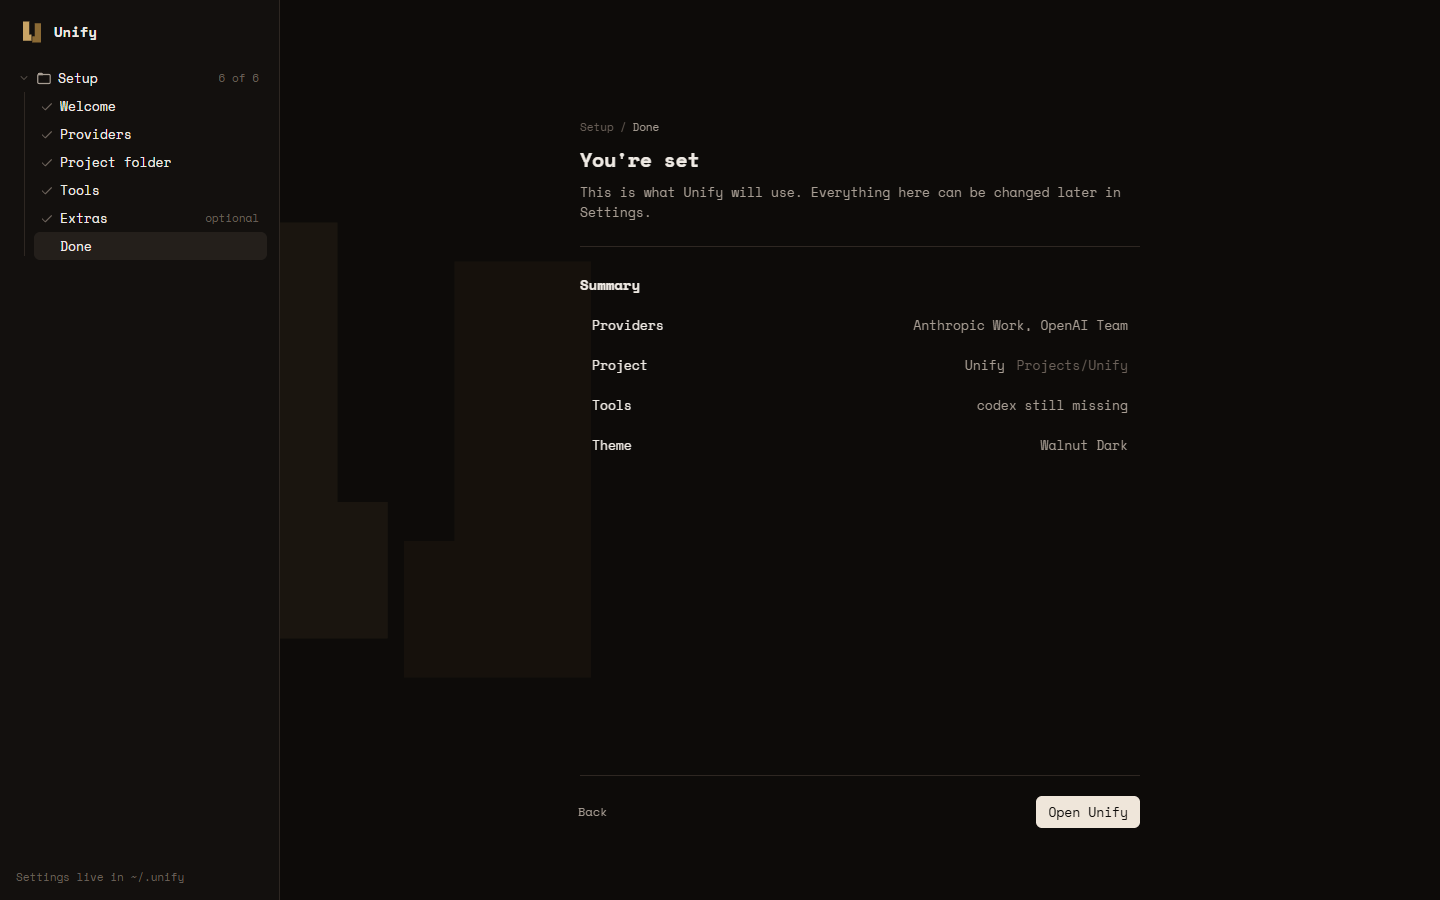 Unify
Setup 6 of 6
Welcome
Providers
Project folder
Tools
Extras optional
Done
Settings live in ~/.unify
Setup / Done
You're set
This is what Unify will use. Everything here can be changed later in
Settings.
Summary
Providers Anthropic Work, OpenAI Team
Project Unify Projects/Unify
Tools codex still missing
Theme Walnut Dark
Back Open Unify